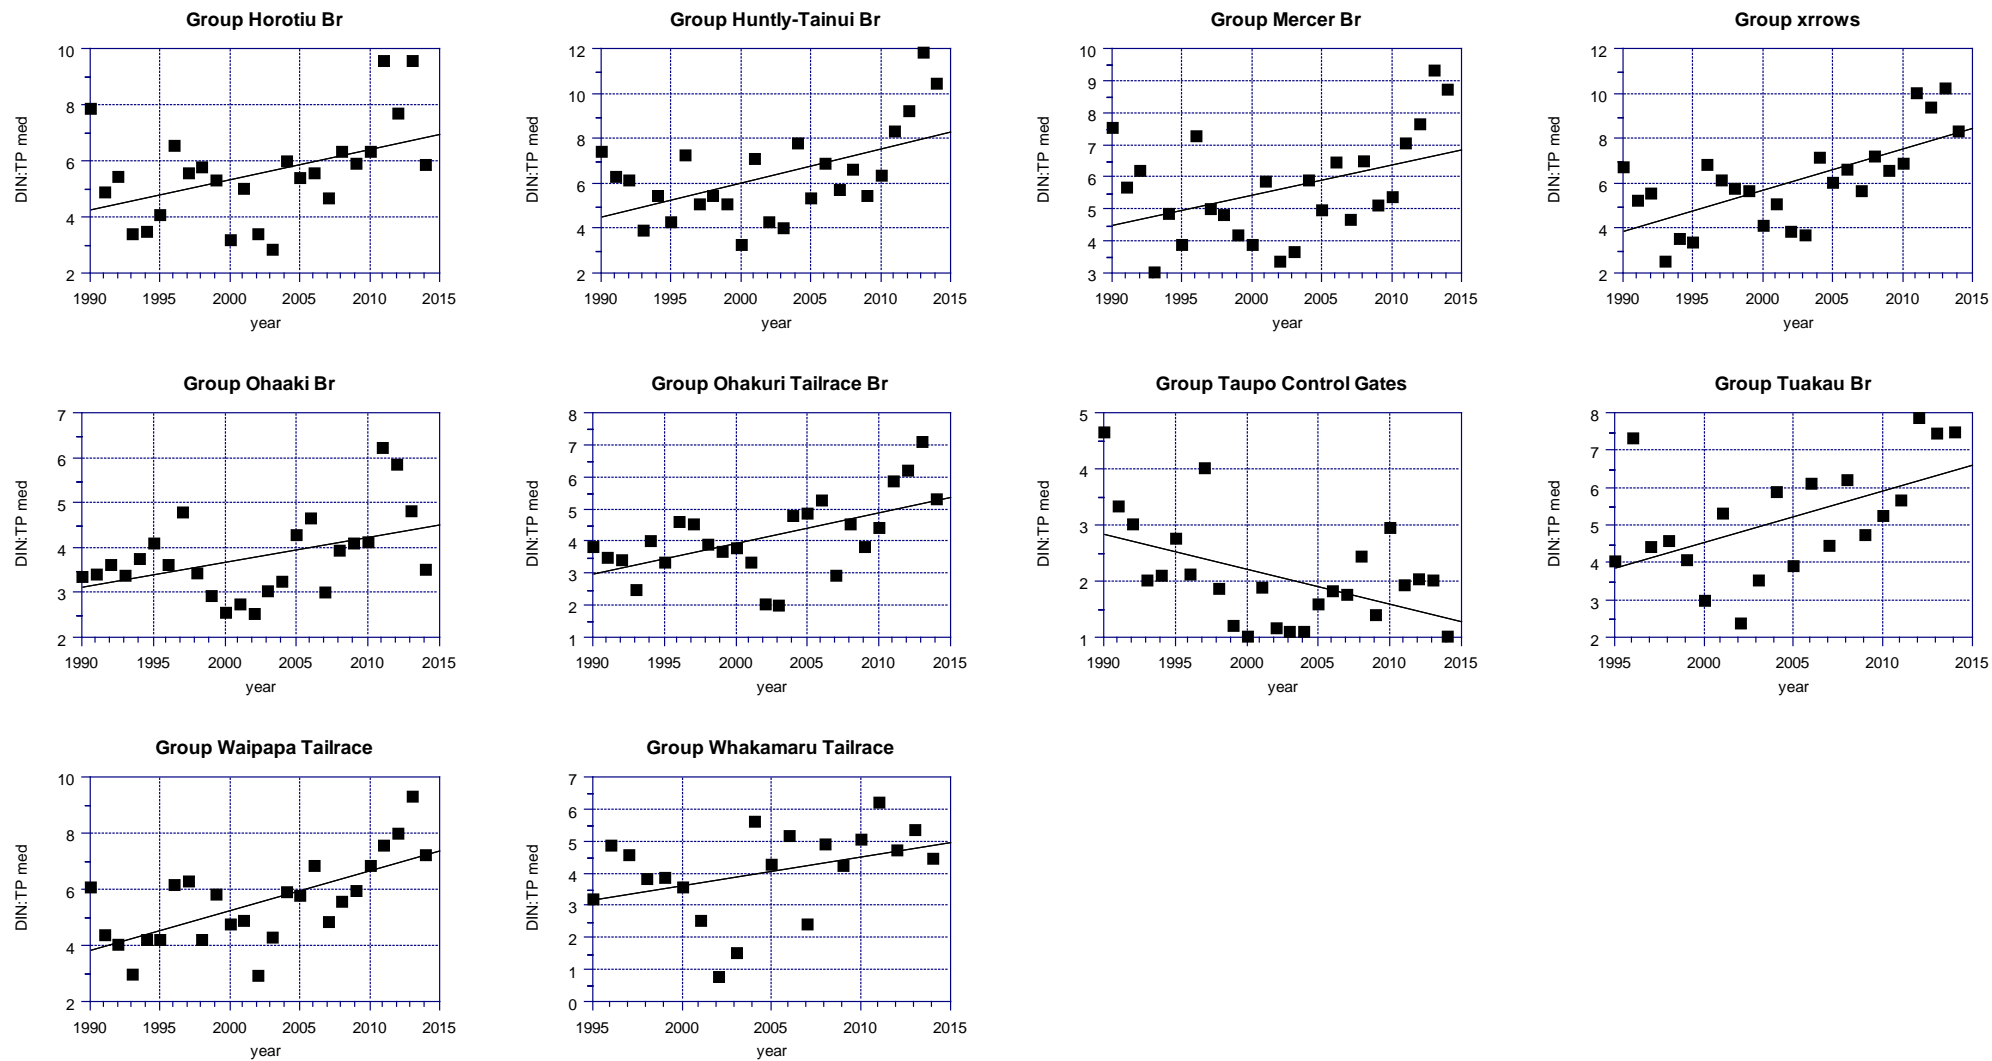 Group Horotiu Br
10
8
6
4
2
DIN:TP med
1990 1995 2000 2005 2010 2015
year
Group Huntly-Tainui Br
12
10
8
6
4
2
DIN:TP med
1990 1995 2000 2005 2010 2015
year
Group Mercer Br
10
9
8
7
6
5
4
3
DIN:TP med
1990 1995 2000 2005 2010 2015
year
Group xrrows
12
10
8
6
4
2
DIN:TP med
1990 1995 2000 2005 2010 2015
year
Group Ohaaki Br
7
6
5
4
3
2
DIN:TP med
1990 1995 2000 2005 2010 2015
year
Group Ohakuri Tailrace Br
8
7
6
5
4
3
2
1
DIN:TP med
1990 1995 2000 2005 2010 2015
year
Group Taupo Control Gates
5
4
3
2
1
DIN:TP med
1990 1995 2000 2005 2010 2015
year
Group Tuakau Br
8
7
6
5
4
3
2
DIN:TP med
1995 2000 2005 2010 2015
year
Group Waipapa Tailrace
10
8
6
4
2
DIN:TP med
1990 1995 2000 2005 2010 2015
year
Group Whakamaru Tailrace
7
6
5
4
3
2
1
0
DIN:TP med
1995 2000 2005 2010 2015
year